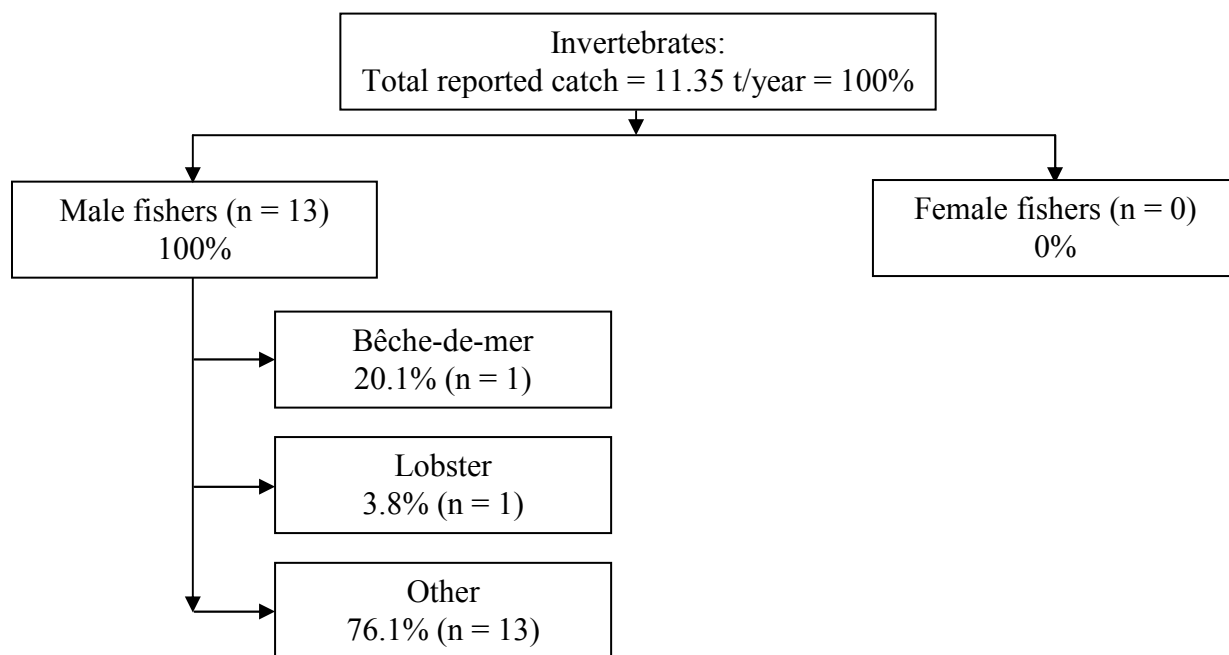 Invertebrates:
Total reported catch = 11.35 t/year = 100%
Male fishers (n = 13)
100%
Female fishers (n = 0)
0%
Bêche-de-mer
20.1% (n = 1)
Lobster
3.8% (n = 1)
Other
76.1% (n = 13)